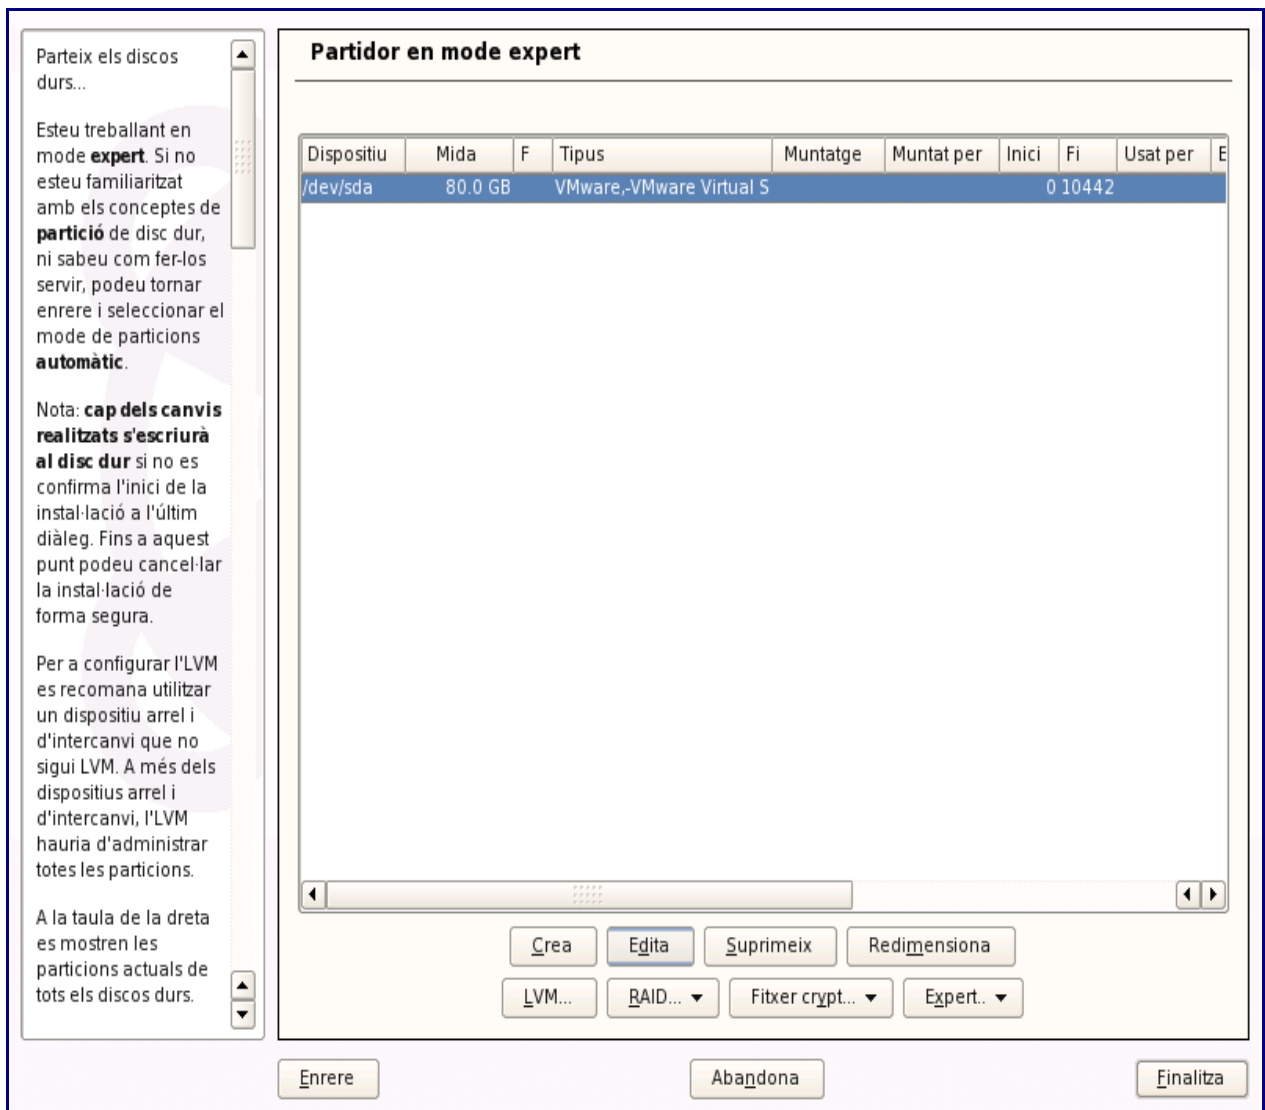 Parteix els discos
durs...
Esteu treballant en
mode expert. Si no
esteu familiaritzat
amb els conceptes de
partició de disc dur,
ni sabeu com fer-los
servir, podeu tornar
enrere i seleccionar el
mode de particions
automàtic.
Nota: cap dels canvis
realitzats s'escriurà
al disc dur si no es
confirma l'inici de la
instal·lació a l'últim
diàleg. Fins a aquest
punt podeu cancel·lar
la instal·lació de
forma segura.
Per a configurar l'LVM
es recomana utilitzar
un dispositiu arrel i
d'intercanvi que no
sigui LVM. A més dels
dispositius arrel i
d'intercanvi, l'LVM
hauria d'administrar
totes les particions.
A la taula de la dreta
es mostren les
particions actuals de
tots els discos durs.
Partidor en mode expert
Dispositiu Mida F Tipus Muntatge Muntat per Inici Fi Usat per E
/dev/sda 80.0 GB VMware,-VMware Virtual S 0 10442
Crea Edita Suprimeix Redimensiona
LVM... RAID... Fitxer crypt... Expert..
Enrere Abandona Finalitza